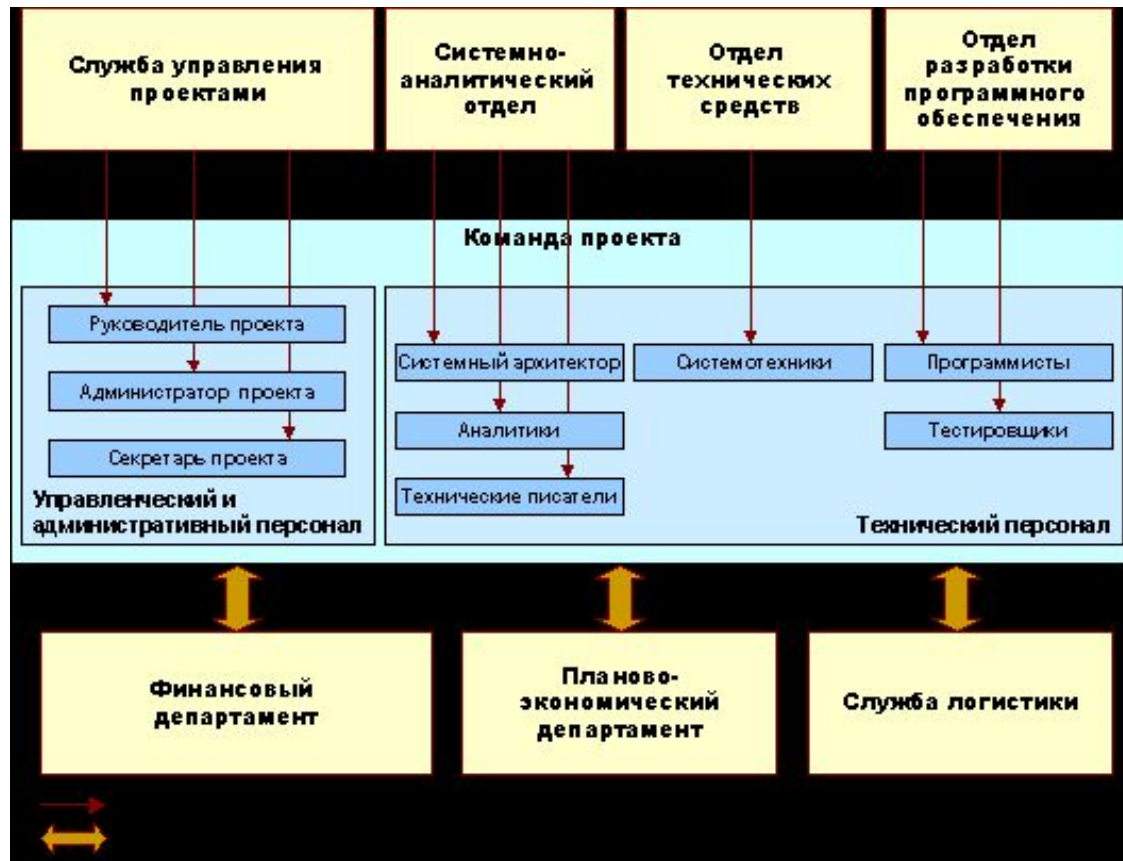 Служба управления
проектами
Системно-
аналитический
отдел
Отдел
технических
средств
Отдел
разработки
программного
обеспечения
Команда проекта
Руководитель проекта
Администратор проекта
Секретарь проекта
Управленческий и
административный персонал
Системный архитектор
Аналитики
Технические писатели
Системотехники
Программисты
Тестировщики
Технический персонал
Финансовый
департамент
Планово-
экономический
департамент
Служба логистики